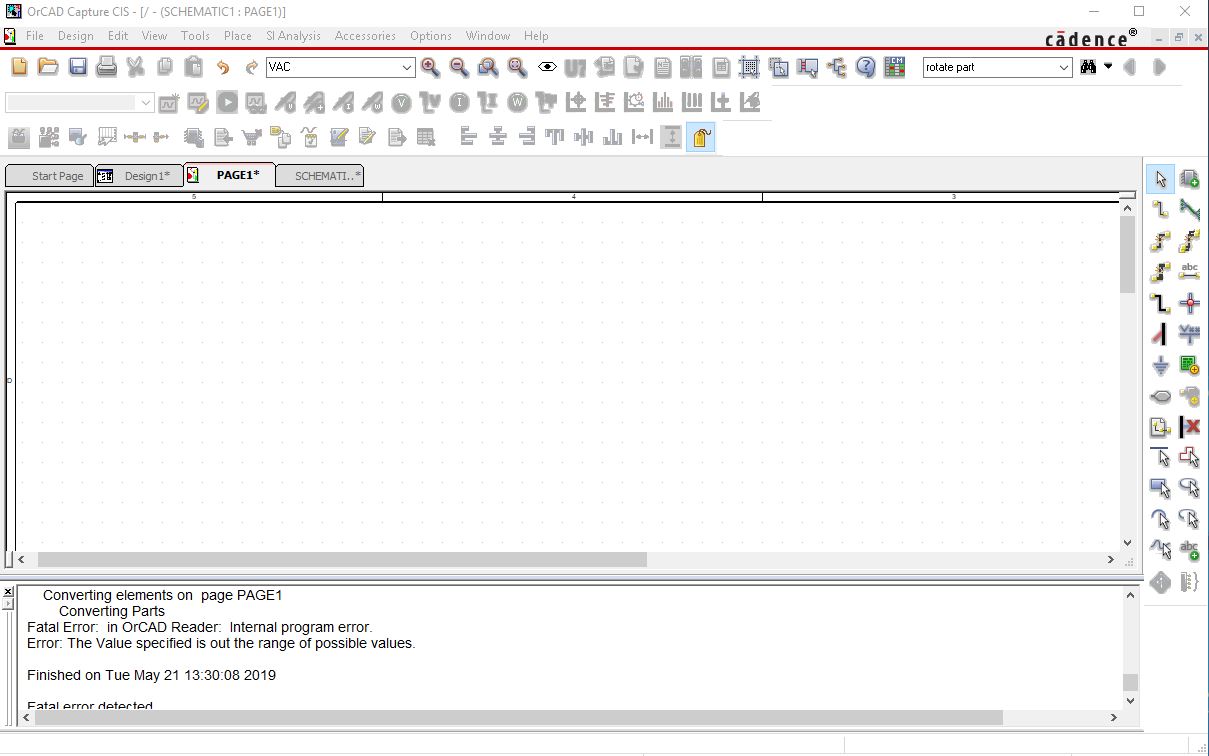 OrCAD Capture CIS - [/ - (SCHEMATIC1 : PAGE1)]
File Design Edit View Tools Place SI Analysis Accessories Options Window Help
cādence®
VAC
rotate part
Start Page
Design1*
PAGE1*
SCHEMATI..*
5 4 3
D
abc
abc
Converting elements on page PAGE1
Converting Parts
Fatal Error: in OrCAD Reader: Internal program error.
Error: The Value specified is out the range of possible values.
Finished on Tue May 21 13:30:08 2019
Fatal error detected